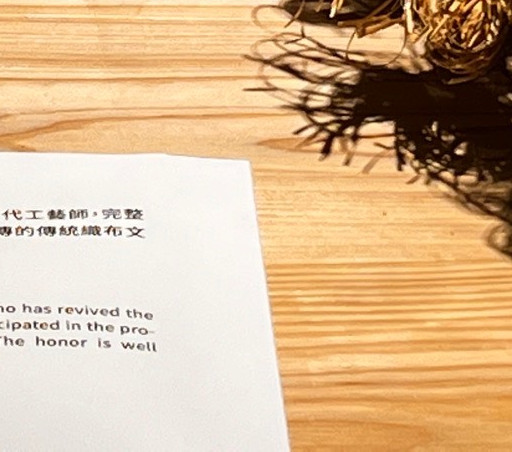 代工藝師，完整
傳的傳統織布文
no has revived the
cipated in the pro-
The honor is well